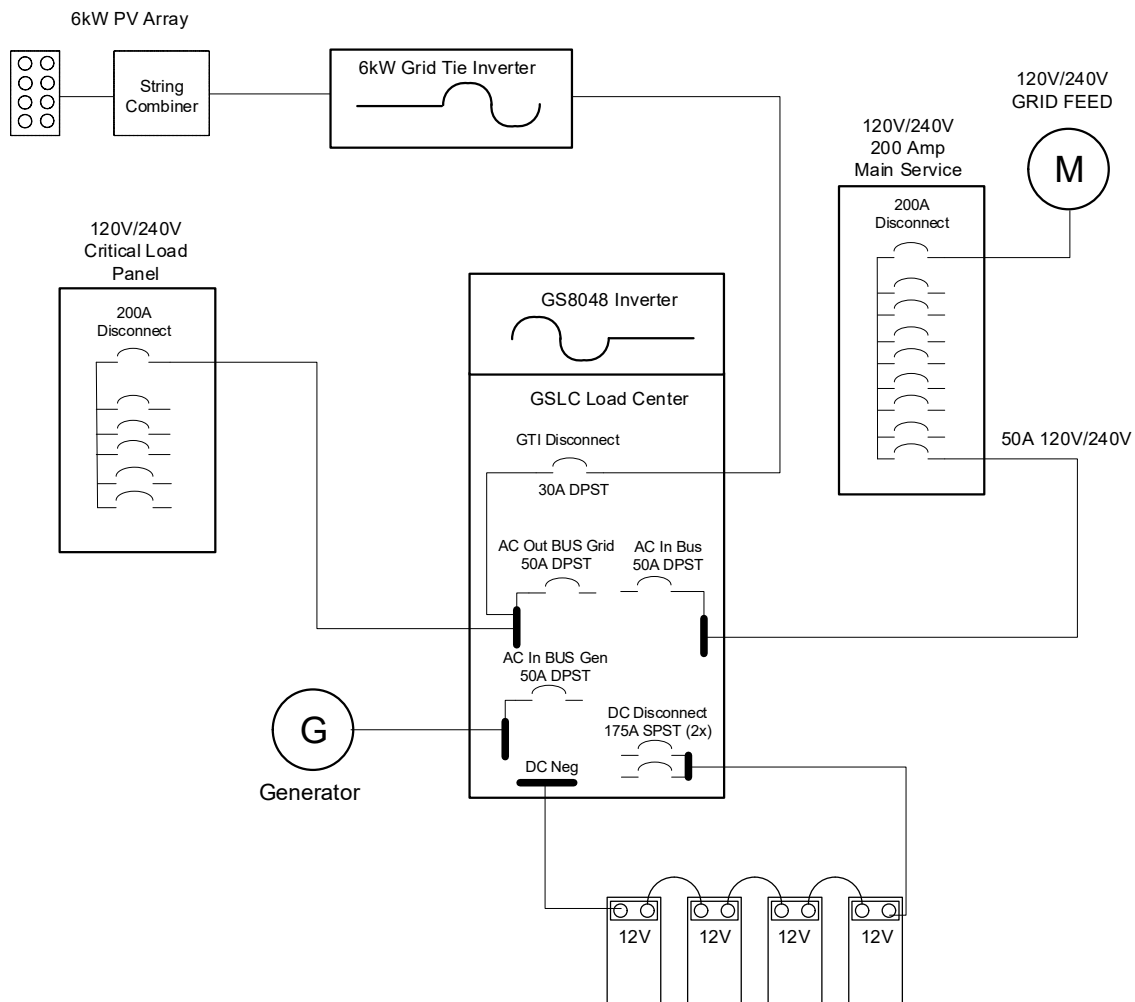 6kW PV Array
String
Combiner
6kW Grid Tie Inverter
120V/240V
GRID FEED
M
120V/240V
200 Amp
Main Service
200A
Disconnect
50A 120V/240V
120V/240V
Critical Load
Panel
200A
Disconnect
GS8048 Inverter
GSLC Load Center
GTI Disconnect
30A DPST
AC Out BUS Grid
50A DPST
AC In Bus
50A DPST
AC In BUS Gen
50A DPST
DC Disconnect
175A SPST (2x)
DC Neg
G
Generator
12V
12V
12V
12V